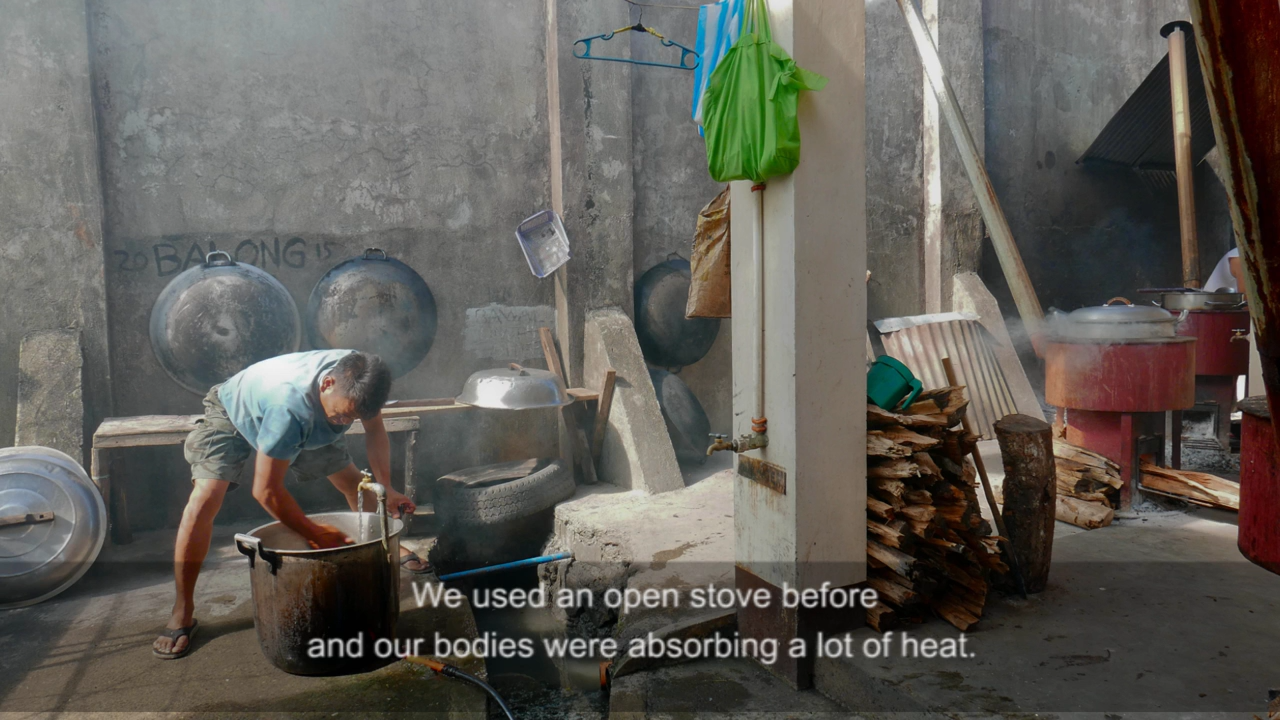 20 BALONG 15
We used an open stove before
and our bodies were absorbing a lot of heat.